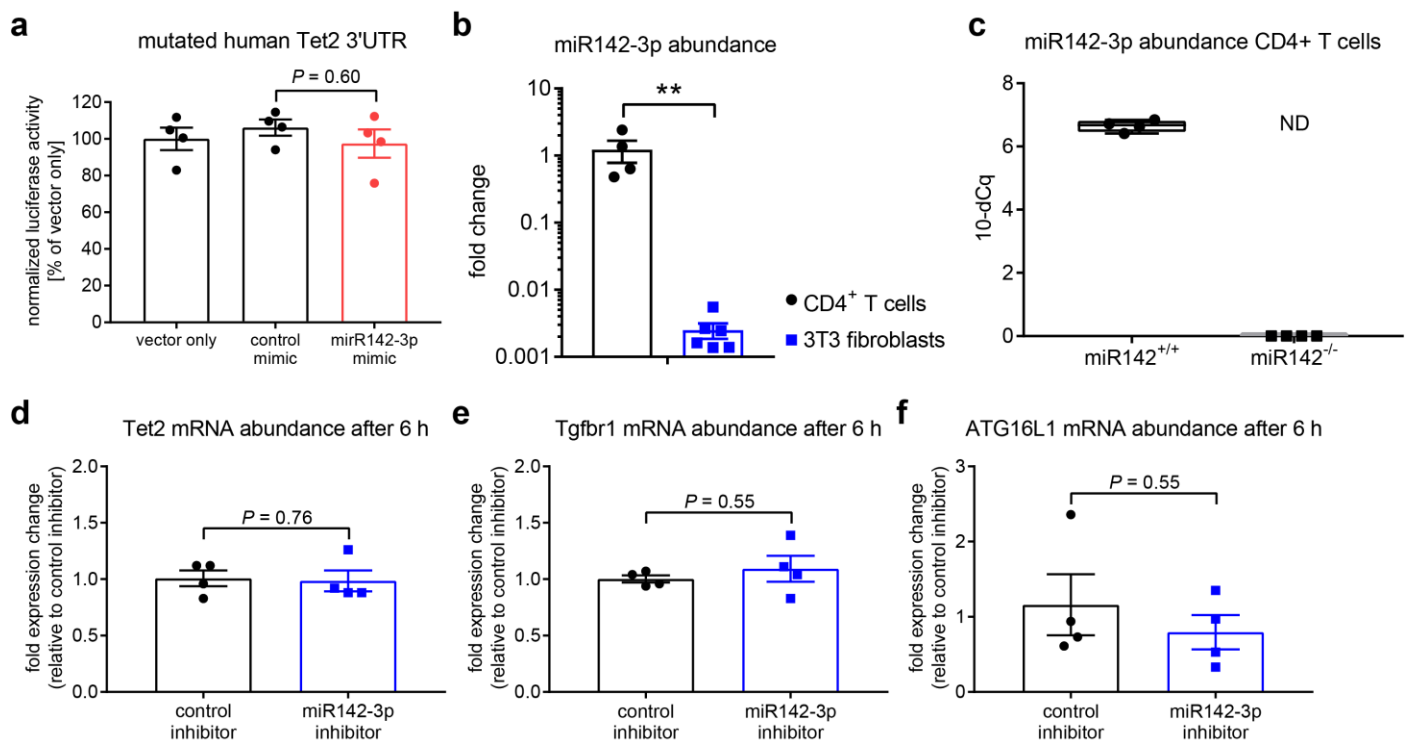 a
mutated human Tet2 3'UTR
normalized luciferase activity
[% of vector only]
P = 0.60
120
100
80
60
40
20
0
vector only
control
mimic
mirR142-3p
mimic
b
miR142-3p abundance
fold change
**
10
1
0.1
0.01
0.001
CD4+ T cells
3T3 fibroblasts
c
miR142-3p abundance CD4+ T cells
10-dCq
8
6
4
2
0
ND
miR142+/+
miR142-/-
d
Tet2 mRNA abundance after 6 h
fold expression change
(relative to control inhibitor)
2.0
1.5
1.0
0.5
0.0
P = 0.76
control
inhibitor
miR142-3p
inhibitor
e
Tgfbr1 mRNA abundance after 6 h
fold expression change
(relative to control inhibitor)
2.0
1.5
1.0
0.5
0.0
P = 0.55
control
inhibitor
miR142-3p
inhibitor
f
ATG16L1 mRNA abundance after 6 h
fold expression change
(relative to control inhibitor)
3
2
1
0
P = 0.55
control
inhibitor
miR142-3p
inhibitor